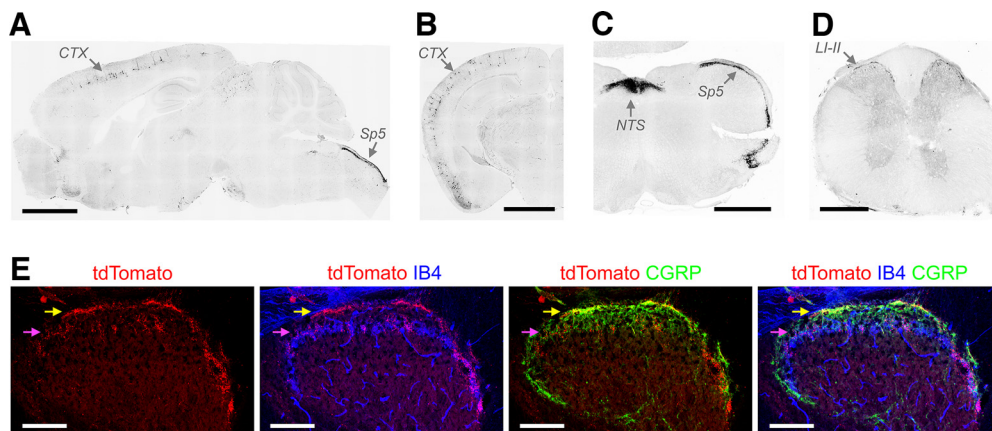 A
CTX
Sp5
B
CTX
C
Sp5
NTS
D
LI-II
E
tdTomato
tdTomato IB4
tdTomato CGRP
tdTomato IB4 CGRP